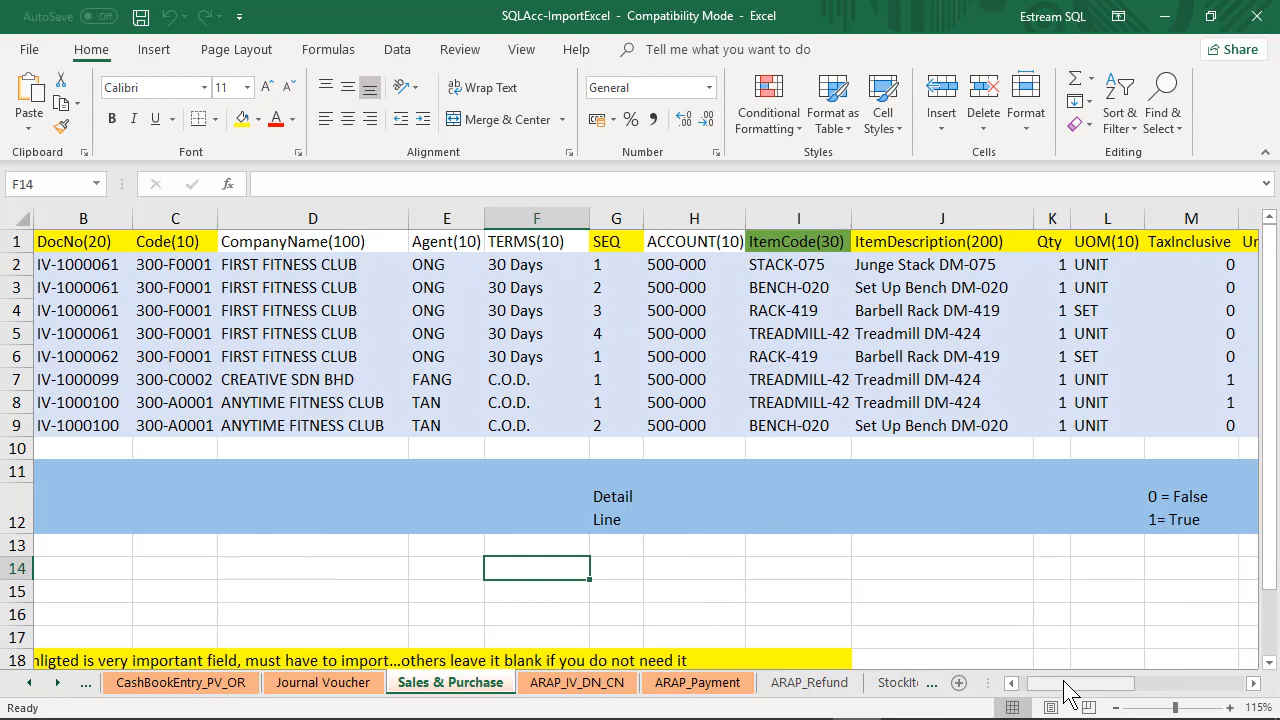 AutoSave Off SQLAcc-ImportExcel - Compatibility Mode - Excel Estream SQL
File Home Insert Page Layout Formulas Data Review View Help Tell me what you want to do Share
Calibri 11 Wrap Text General
Paste B I U Merge & Center % Conditional Formatting Format as Table Cell Styles Insert Delete Format Sort & Filter Find & Select
Clipboard Font Alignment Number Styles Cells Editing
F14 fx
B C D E F G H I J K L M
1 DocNo(20) Code(10) CompanyName(100) Agent(10) TERMS(10) SEQ ACCOUNT(10) ItemCode(30) ItemDescription(200) Qty UOM(10) TaxInclusive Ur
2 IV-1000061 300-F0001 FIRST FITNESS CLUB ONG 30 Days 1 500-000 STACK-075 Junge Stack DM-075 1 UNIT 0
3 IV-1000061 300-F0001 FIRST FITNESS CLUB ONG 30 Days 2 500-000 BENCH-020 Set Up Bench DM-020 1 UNIT 0
4 IV-1000061 300-F0001 FIRST FITNESS CLUB ONG 30 Days 3 500-000 RACK-419 Barbell Rack DM-419 1 SET 0
5 IV-1000061 300-F0001 FIRST FITNESS CLUB ONG 30 Days 4 500-000 TREADMILL-42 Treadmill DM-424 1 UNIT 0
6 IV-1000062 300-F0001 FIRST FITNESS CLUB ONG 30 Days 1 500-000 RACK-419 Barbell Rack DM-419 1 SET 0
7 IV-1000099 300-C0002 CREATIVE SDN BHD FANG C.O.D. 1 500-000 TREADMILL-42 Treadmill DM-424 1 UNIT 1
8 IV-1000100 300-A0001 ANYTIME FITNESS CLUB TAN C.O.D. 1 500-000 TREADMILL-42 Treadmill DM-424 1 UNIT 1
9 IV-1000100 300-A0001 ANYTIME FITNESS CLUB TAN C.O.D. 2 500-000 BENCH-020 Set Up Bench DM-020 1 UNIT 0
10
11
Detail 0 = False
12 Line 1= True
13
14
15
16
17
18 nligted is very important field, must have to import...others leave it blank if you do not need it
... CashBookEntry_PV_OR Journal Voucher Sales & Purchase ARAP_IV_DN_CN ARAP_Payment ARAP_Refund StockIte ...
Ready 115%